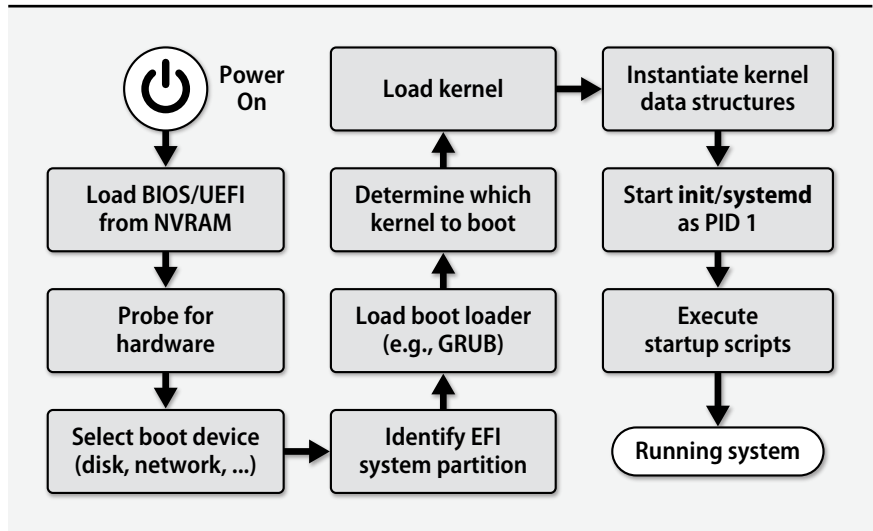 Power
On
Load BIOS/UEFI
from NVRAM
Probe for
hardware
Select boot device
(disk, network, ...)
Identify EFI
system partition
Load boot loader
(e.g., GRUB)
Determine which
kernel to boot
Load kernel
Instantiate kernel
data structures
Start init/systemd
as PID 1
Execute
startup scripts
Running system